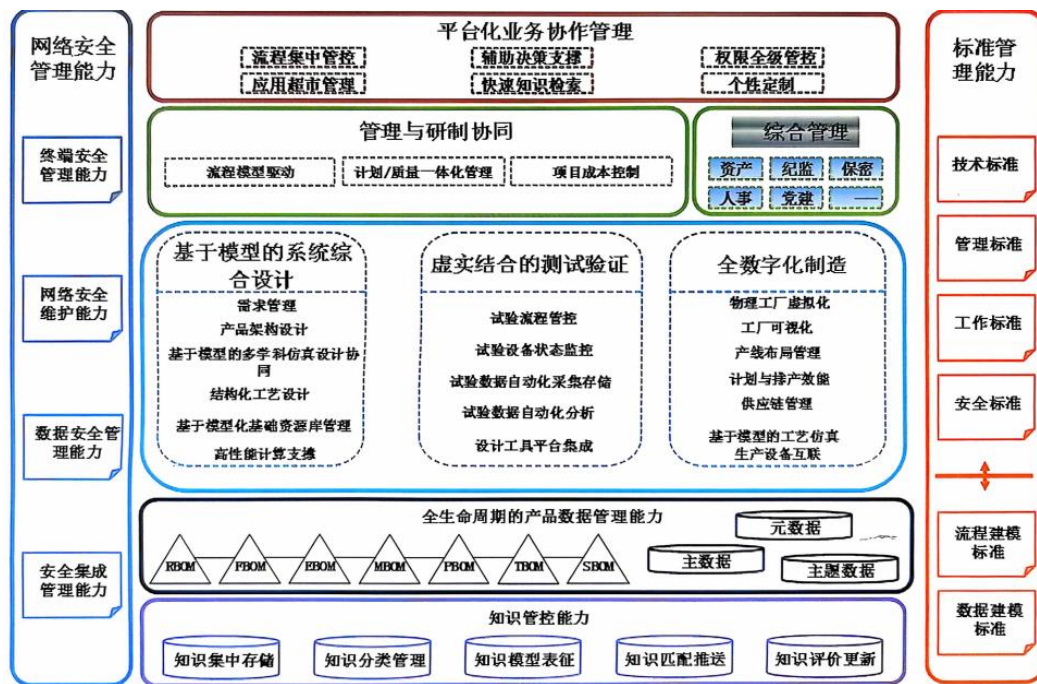 网络安全
管理能力
终端安全
管理能力
网络安全
维护能力
数据安全管
理能力
安全集成
管理能力
平台化业务协作管理
流程集中管控
辅助决策支撑
权限全级管控
应用超市管理
快速知识检索
个性定制
管理与研制协同
流程模型驱动
计划/质量一体化管理
项目成本控制
综合管理
资产
纪监
保密
人事
党建
——
基于模型的系统综
合设计
需求管理
产品架构设计
基于模型的多学科仿真设计协
同
结构化工艺设计
基于模型化基础资源库管理
高性能计算支撑
虚实结合的测试验证
试验流程管控
试验设备状态监控
试验数据自动化采集存储
试验数据自动化分析
设计工具平台集成
全数字化制造
物理工厂虚拟化
工厂可视化
产线布局管理
计划与排产效能
供应链管理
基于模型的工艺仿真
生产设备互联
全生命周期的产品数据管理能力
RBOM
FBOM
EBOM
MBOM
PBOM
TBOM
SBOM
元数据
主数据
主题数据
知识管控能力
知识集中存储
知识分类管理
知识模型表征
知识匹配推送
知识评价更新
标准管
理能力
技术标准
管理标准
工作标准
安全标准
流程建模
标准
数据建模
标准